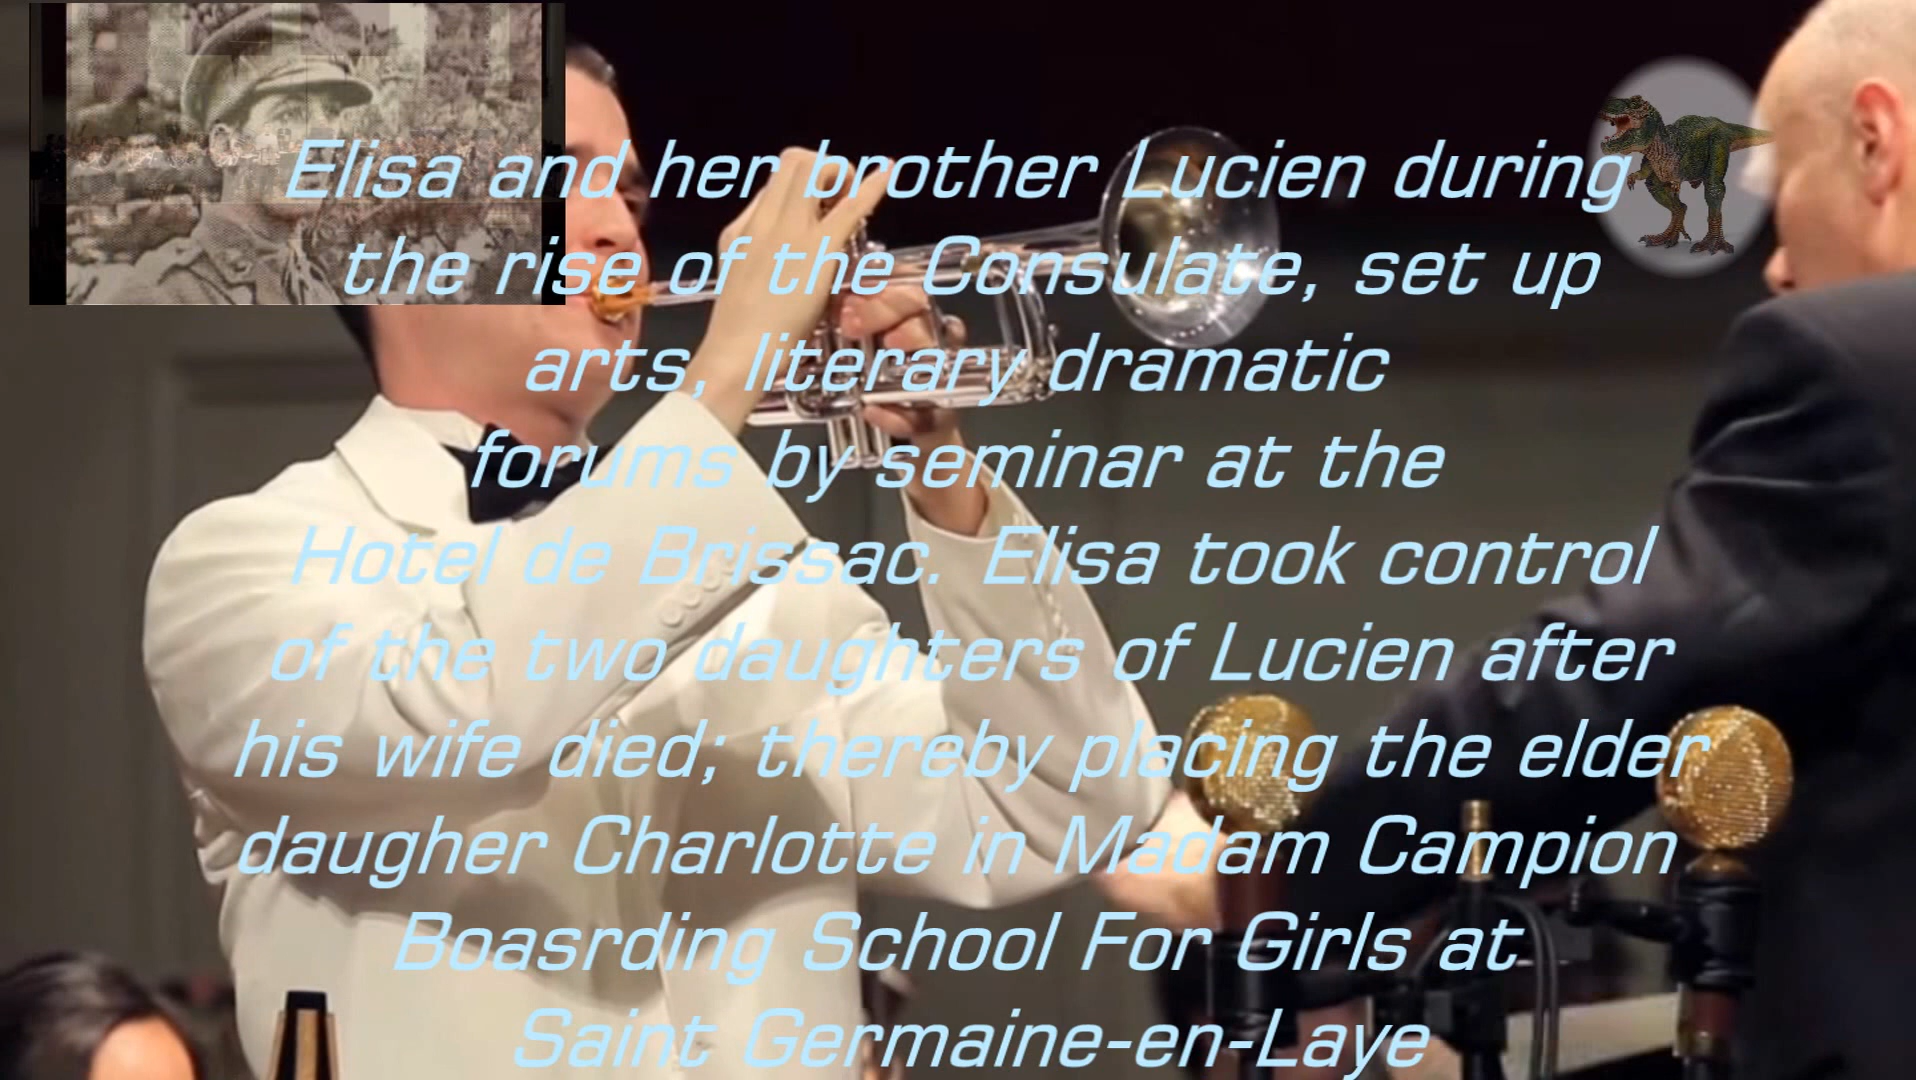 Elisa and her brother Lucien during
the rise of the Consulate, set up
arts, literary dramatic
forums by seminar at the
Hotel de Brissac. Elisa took control
of the two daughters of Lucien after
his wife died; thereby placing the elder
daugher Charlotte in Madam Campion
Boasrding School For Girls at
Saint Germaine-en-Laye